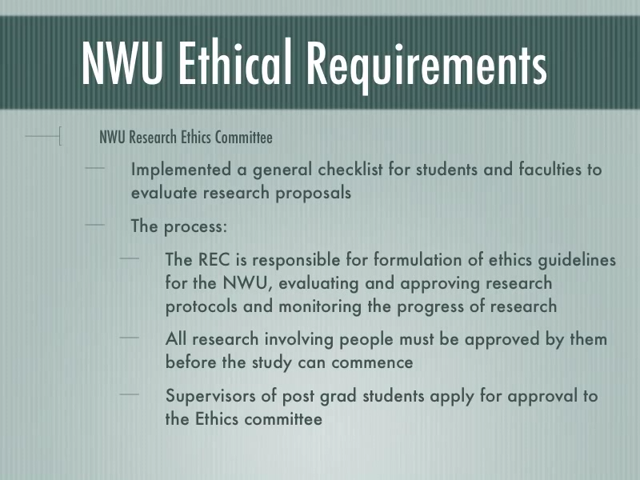 NWU Ethical Requirements
NWU Research Ethics Committee
Implemented a general checklist for students and faculties to
evaluate research proposals
The process:
The REC is responsible for formulation of ethics guidelines
for the NWU, evaluating and approving research
protocols and monitoring the progress of research
All research involving people must be approved by them
before the study can commence
Supervisors of post grad students apply for approval to
the Ethics committee